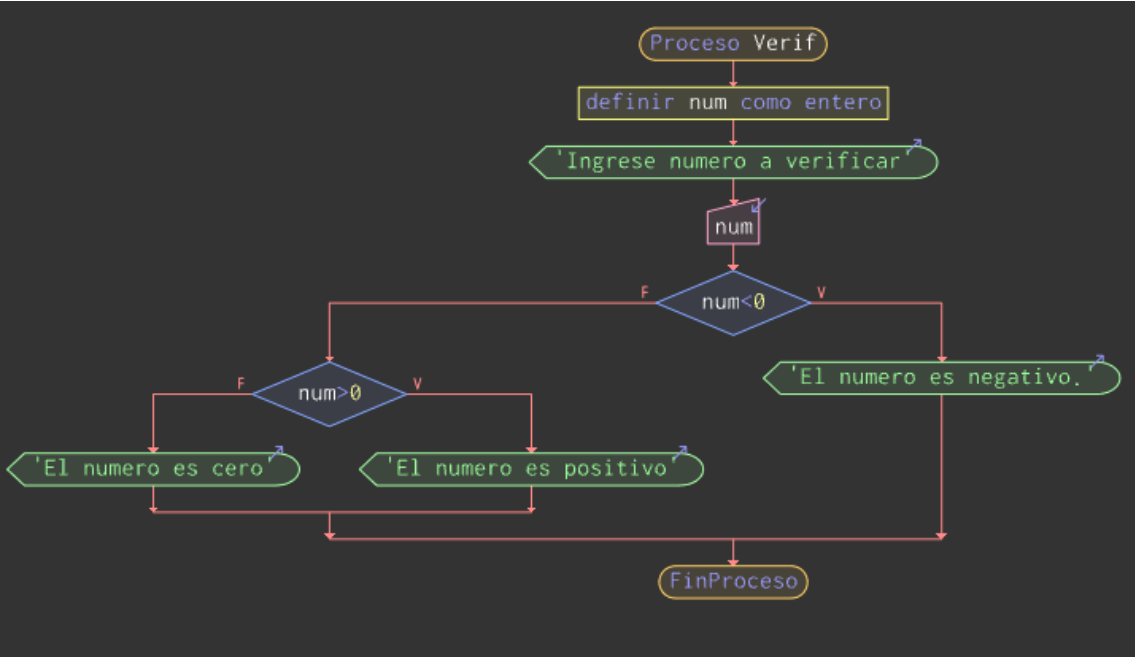 Proceso Verif
definir num como entero
'Ingrese numero a verificar'
num
F
num<0
V
F
num>0
V
'El numero es negativo.'
'El numero es cero'
'El numero es positivo'
FinProceso